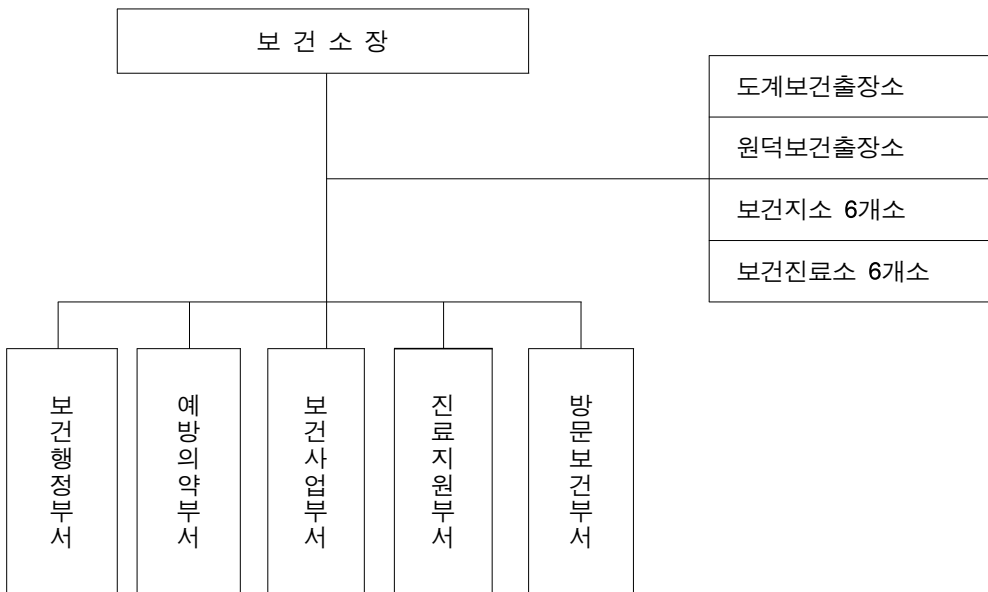 보 건 소 장
도계보건출장소
원덕보건출장소
보건지소 6개소
보건진료소 6개소
보건행정부서
예방의약부서
보건사업부서
진료지원부서
방문보건부서